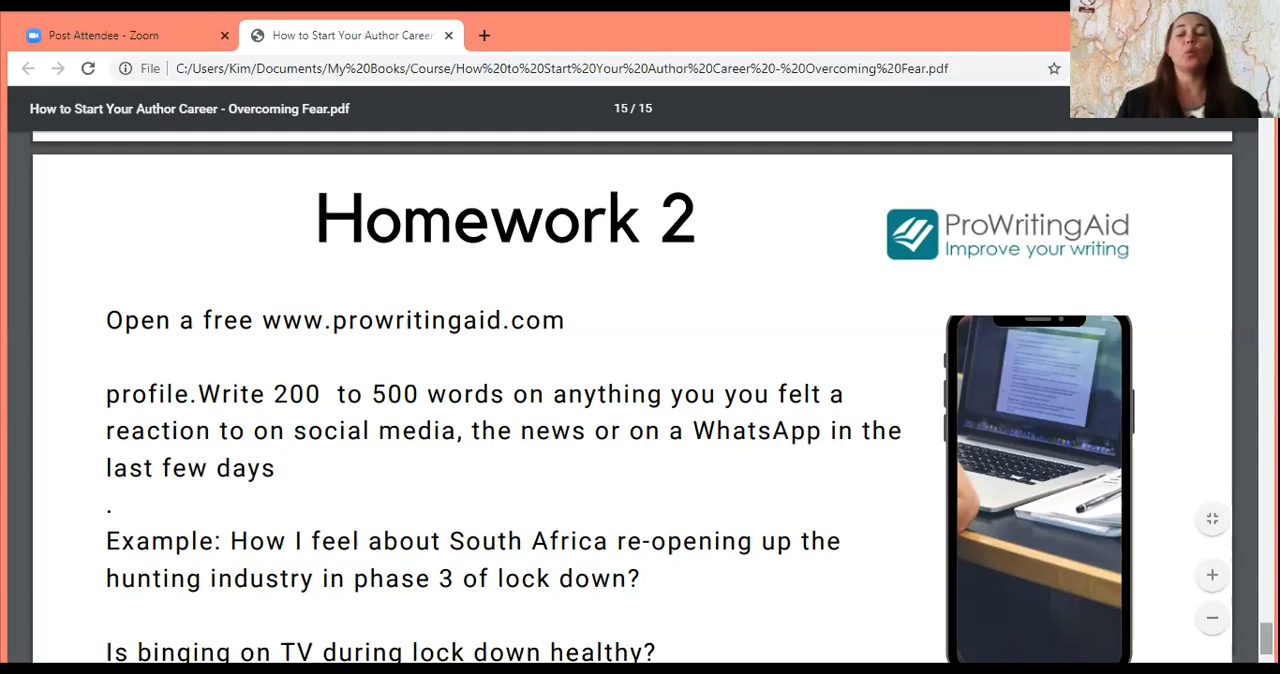 Post Attendee - Zoom
How to Start Your Author Career
File
C:/Users/Kim/Documents/My%20Books/Course/How%20to%20Start%20Your%20Author%20Career%20-%20Overcoming%20Fear.pdf
How to Start Your Author Career - Overcoming Fear.pdf
15 / 15
Homework 2
ProWritingAid
Improve your writing
Open a free www.prowritingaid.com
profile.Write 200 to 500 words on anything you you felt a
reaction to on social media, the news or on a WhatsApp in the
last few days
.
Example: How I feel about South Africa re-opening up the
hunting industry in phase 3 of lock down?
Is binging on TV during lock down healthy?